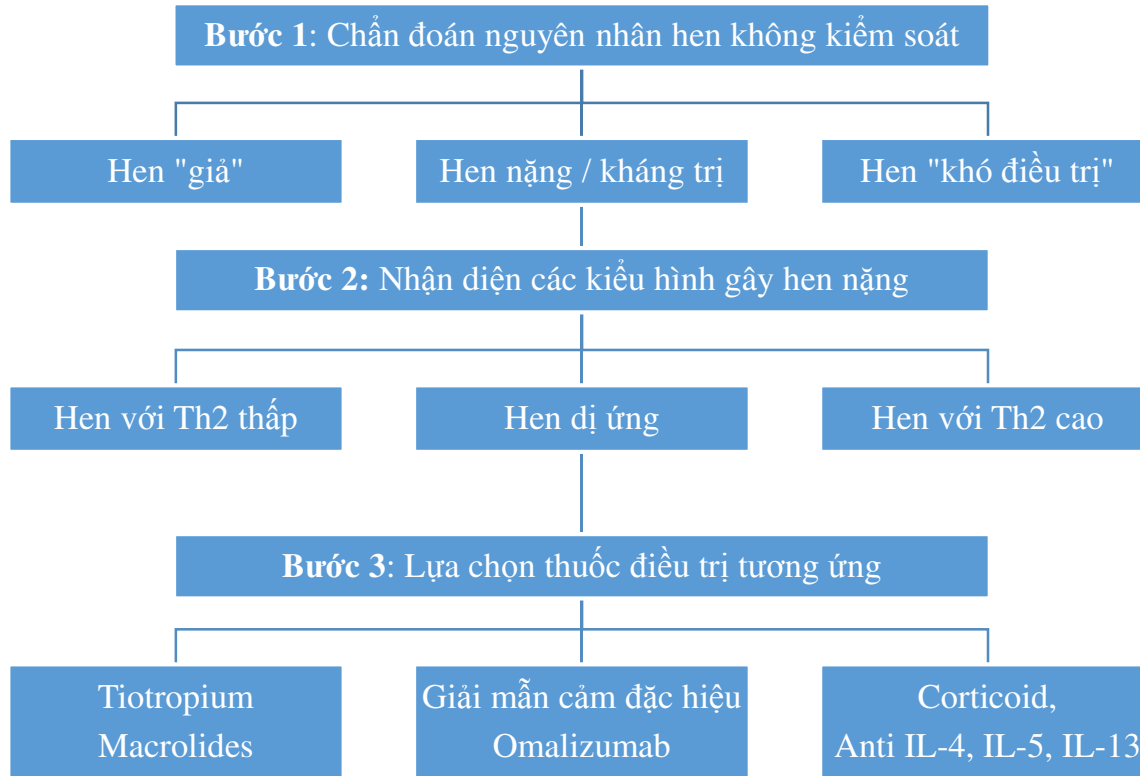 Bước 1: Chẩn đoán nguyên nhân hen không kiểm soát
Hen "giả"
Hen nặng / kháng trị
Hen "khó điều trị"
Bước 2: Nhận diện các kiểu hình gây hen nặng
Hen với Th2 thấp
Hen dị ứng
Hen với Th2 cao
Bước 3: Lựa chọn thuốc điều trị tương ứng
Tiotropium
Macrolides
Giải mẫn cảm đặc hiệu
Omalizumab
Corticoid,
Anti IL-4, IL-5, IL-13